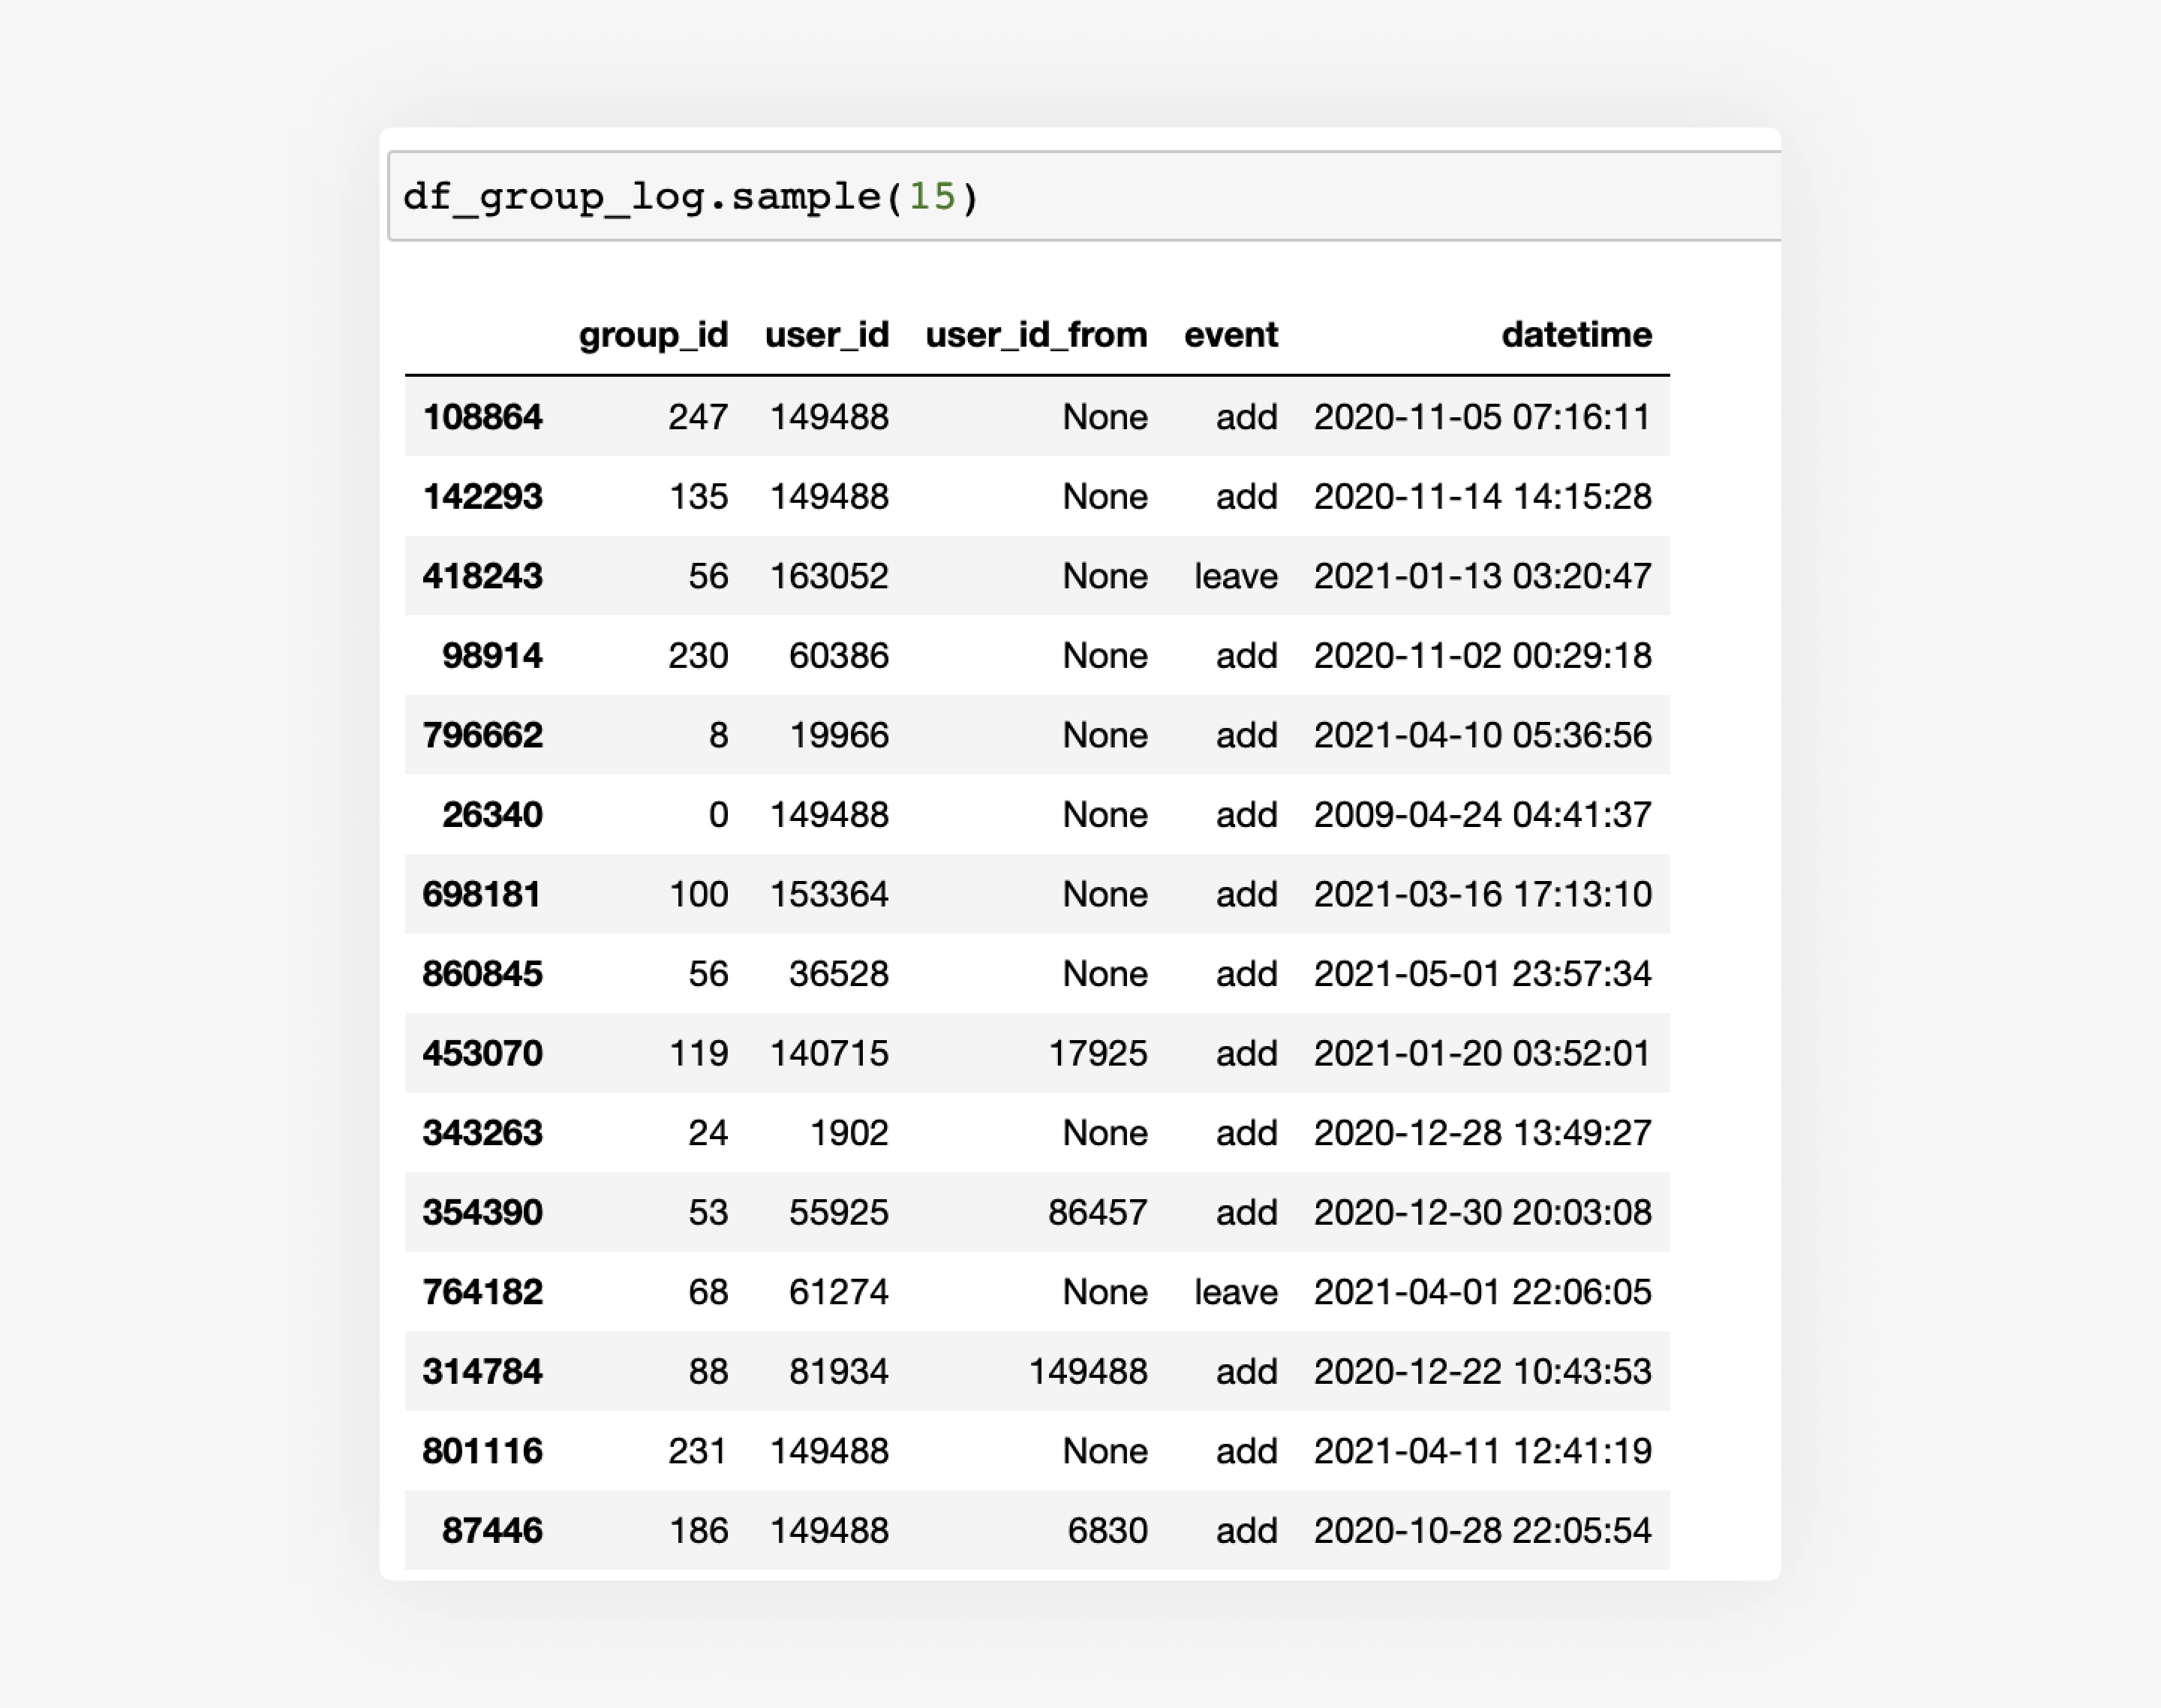 df_group_log.sample(15)
group_id user_id user_id_from event datetime
108864 247 149488 None add 2020-11-05 07:16:11
142293 135 149488 None add 2020-11-14 14:15:28
418243 56 163052 None leave 2021-01-13 03:20:47
98914 230 60386 None add 2020-11-02 00:29:18
796662 8 19966 None add 2021-04-10 05:36:56
26340 0 149488 None add 2009-04-24 04:41:37
698181 100 153364 None add 2021-03-16 17:13:10
860845 56 36528 None add 2021-05-01 23:57:34
453070 119 140715 17925 add 2021-01-20 03:52:01
343263 24 1902 None add 2020-12-28 13:49:27
354390 53 55925 86457 add 2020-12-30 20:03:08
764182 68 61274 None leave 2021-04-01 22:06:05
314784 88 81934 149488 add 2020-12-22 10:43:53
801116 231 149488 None add 2021-04-11 12:41:19
87446 186 149488 6830 add 2020-10-28 22:05:54